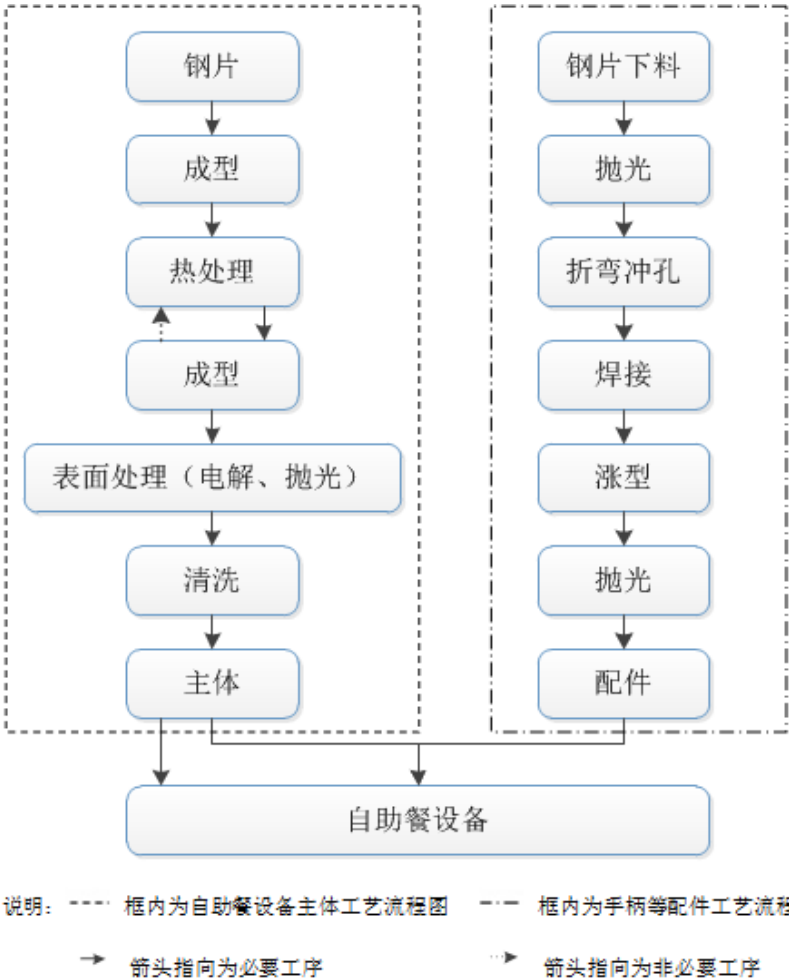 钢片
成型
热处理
成型
表面处理（电解、抛光）
清洗
主体
钢片下料
抛光
折弯冲孔
焊接
涨型
抛光
配件
自助餐设备
说明： 框内为自助餐设备主体工艺流程图 框内为手柄等配件工艺流程
箭头指向为必要工序 箭头指向为非必要工序